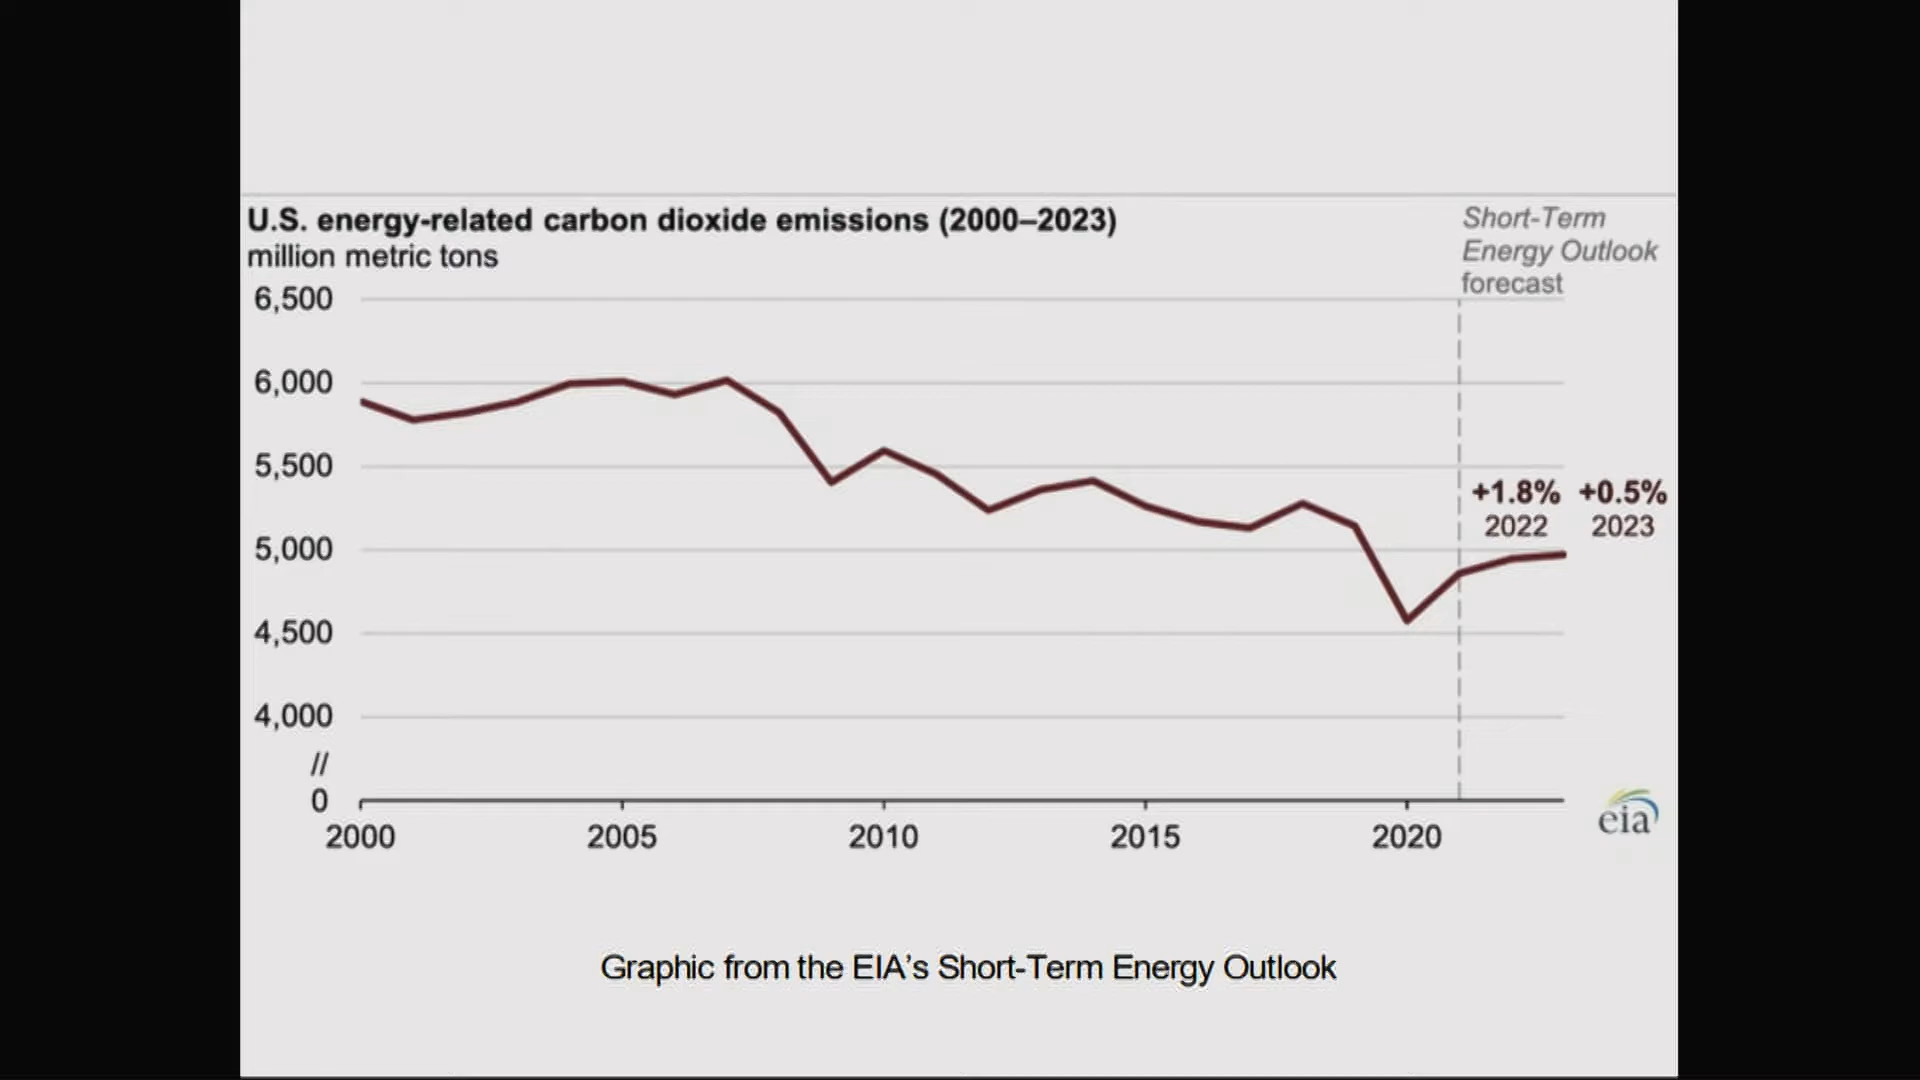 U.S. energy-related carbon dioxide emissions (2000–2023)
million metric tons
Short-Term
Energy Outlook
forecast
6,500
6,000
5,500
5,000
4,500
4,000
//
0
+1.8% +0.5%
2022 2023
2000 2005 2010 2015 2020
eia
Graphic from the EIA’s Short-Term Energy Outlook